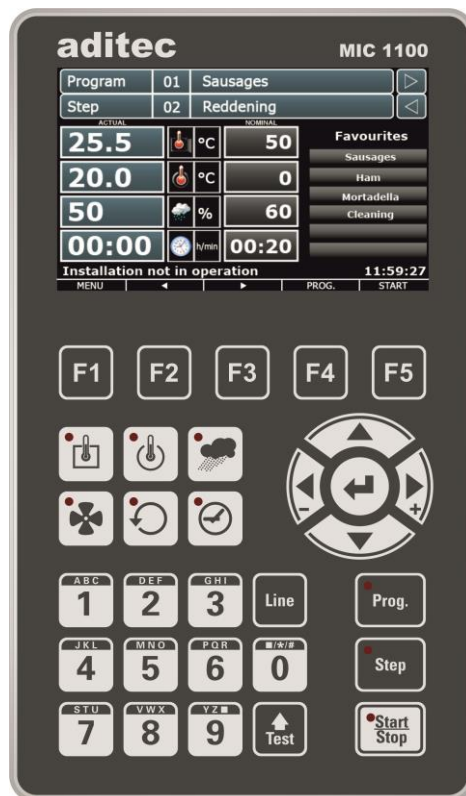 aditec MIC 1100
Program 01 Sausages
Step 02 Reddening
ACTUAL NOMINAL
25.5 °C 50 Favourites
Sausages
20.0 °C 0 Ham
Mortadella
50 % 60 Cleaning
00:00 h/min 00:20
Installation not in operation 11:59:27
MENU PROG. START
F1 F2 F3 F4 F5
- +
ABC DEF GHI
1 2 3 Line Prog.
JKL MNO PQR ■/*/#
4 5 6 0 Step
STU VWX YZ■
7 8 9 Test Start
Stop